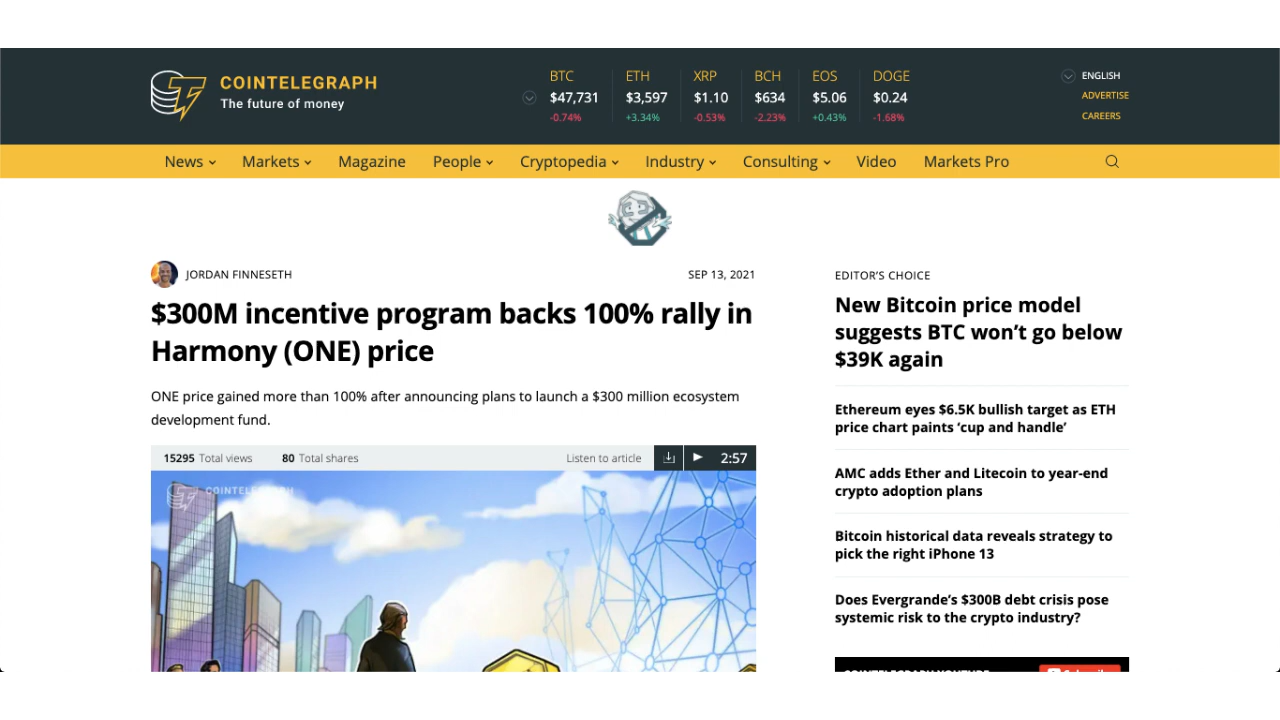 COINTELEGRAPH
The future of money
BTC ETH XRP BCH EOS DOGE
$47,731 $3,597 $1.10 $634 $5.06 $0.24
-0.74% +3.34% -0.53% -2.23% +0.43% -1.68%
ENGLISH
ADVERTISE
CAREERS
News Markets Magazine People Cryptopedia Industry Consulting Video Markets Pro
JORDAN FINNESETH SEP 13, 2021
$300M incentive program backs 100% rally in
Harmony (ONE) price
ONE price gained more than 100% after announcing plans to launch a $300 million ecosystem
development fund.
15295 Total views 80 Total shares Listen to article 2:57
COINTELEGRAPH
EDITOR'S CHOICE
New Bitcoin price model
suggests BTC won't go below
$39K again
Ethereum eyes $6.5K bullish target as ETH
price chart paints ‘cup and handle’
AMC adds Ether and Litecoin to year-end
crypto adoption plans
Bitcoin historical data reveals strategy to
pick the right iPhone 13
Does Evergrande’s $300B debt crisis pose
systemic risk to the crypto industry?
COINTELEGRAPH YOUTUBE